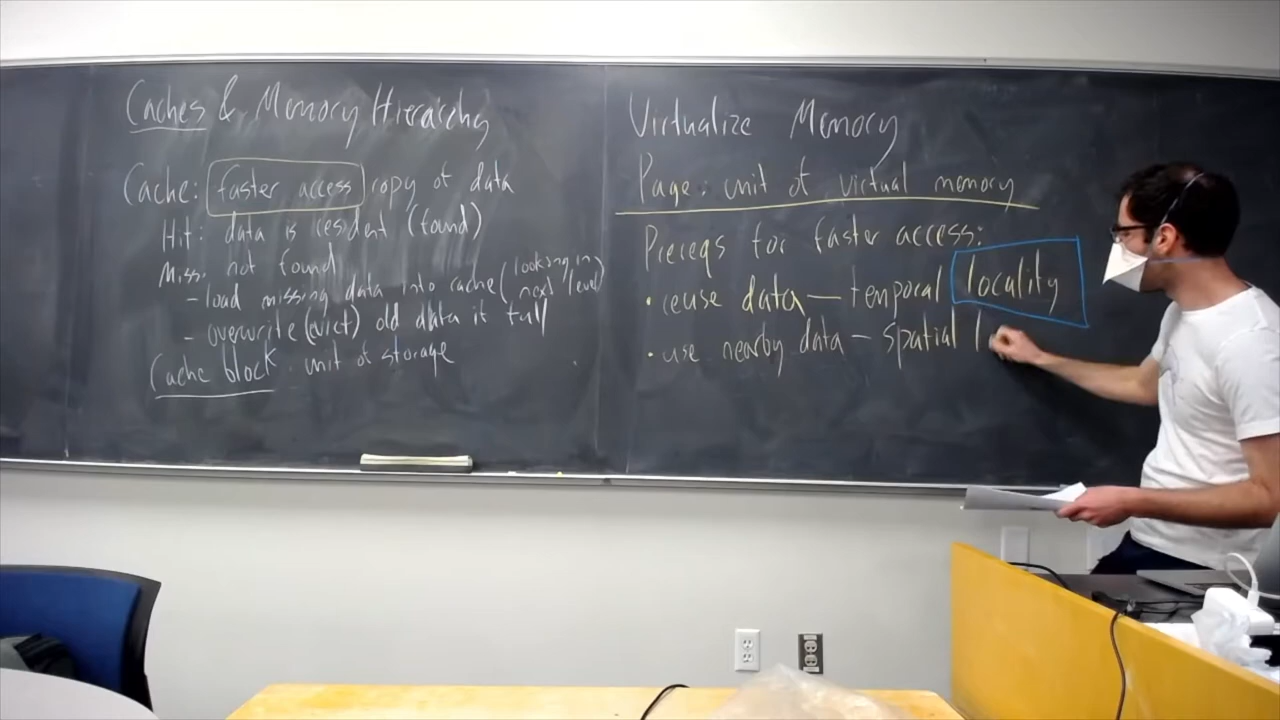 Caches & Memory Hierarchy
Cache: faster access copy of data
Hit: data is resident (found)
Miss: not found
- load missing data into cache (looking in next level)
- overwrite (evict) old data if full
Cache block: unit of storage
Virtualize Memory
Page: unit of virtual memory
Prereqs for faster access:
• reuse data — temporal locality
• use nearby data — spatial l